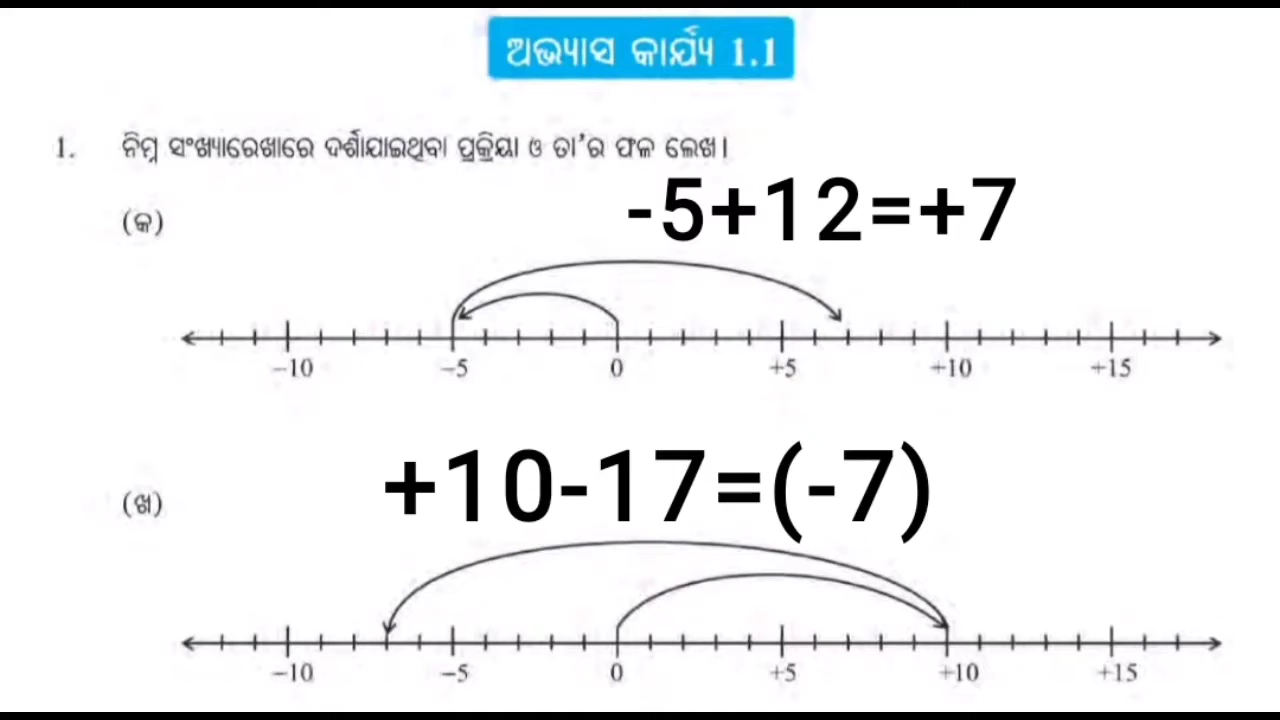 ଅଭ୍ୟାସ କାର୍ଯ୍ୟ 1.1
1. ନିମ୍ନ ସଂଖ୍ୟାରେଖାରେ ଦର୍ଶାଯାଇଥିବା ପ୍ରକ୍ରିୟା ଓ ତା'ର ଫଳ ଲେଖ।
-5+12=+7
(କ)
–10 –5 0 +5 +10 +15
+10-17=(-7)
(ଖ)
–10 –5 0 +5 +10 +15